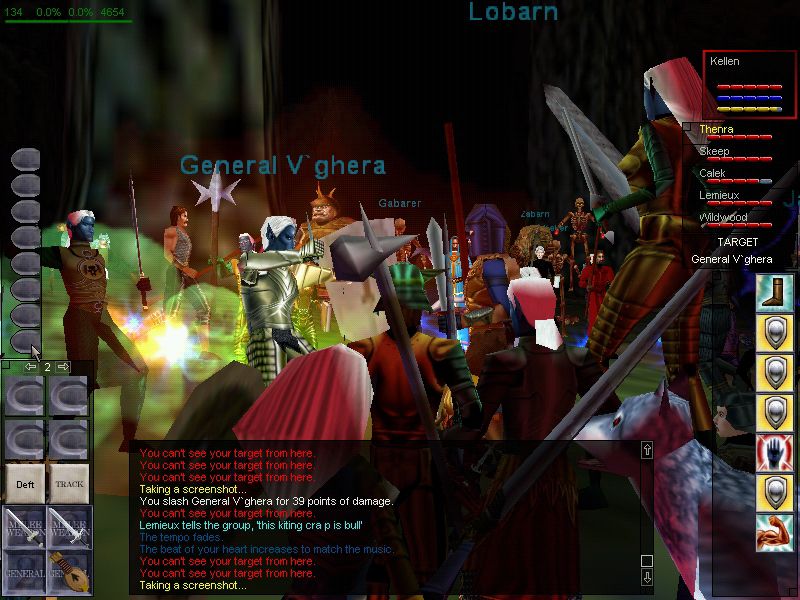 134 0.0% 0.0% 4654
Lobarn
Kellen
General V`ghera
Thenra
Skeep
Calek
Gabarer
Lemieux
Zebarn
Wildwood
TARGET
General V`ghera
2
Deft
TRACK
MELEE WEAPON
GENERAL
You can't see your target from here.
You can't see your target from here.
You can't see your target from here.
Taking a screenshot...
You slash General V`ghera for 39 points of damage.
You can't see your target from here.
Lemieux tells the group, 'this kiting cra p is bull'
The tempo fades.
The beat of your heart increases to match the music.
You can't see your target from here.
You can't see your target from here.
Taking a screenshot...